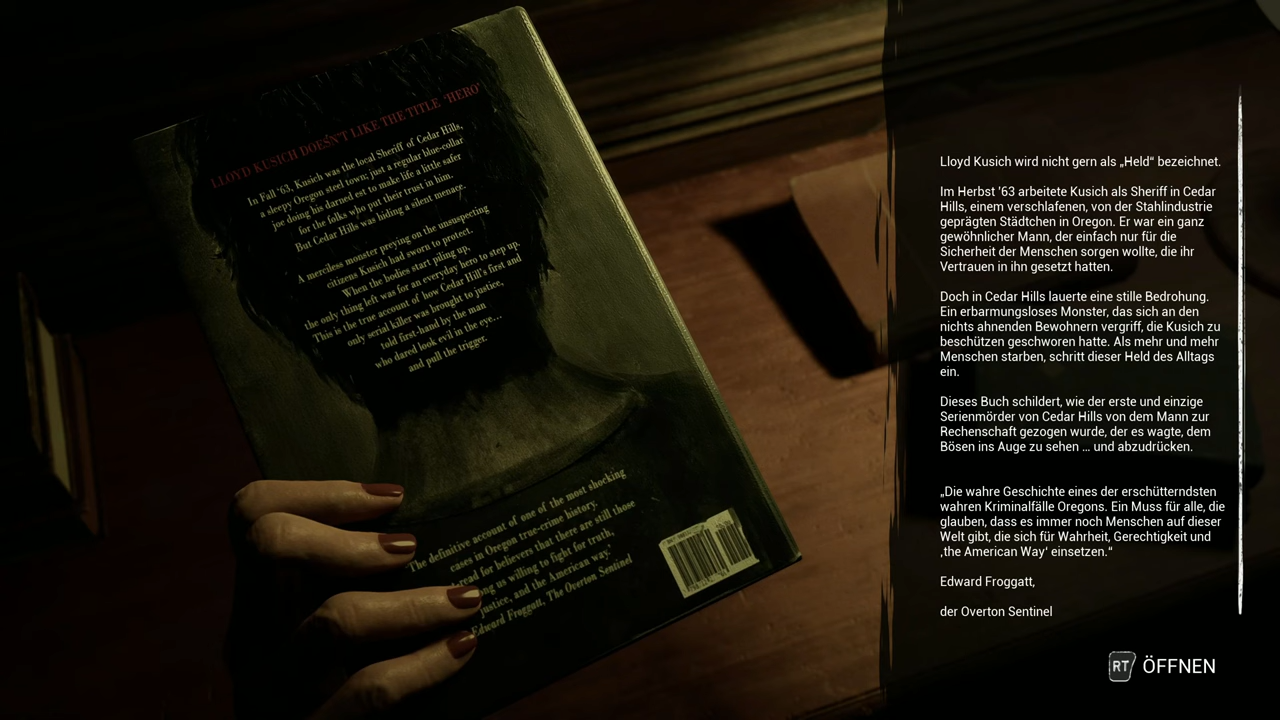 LLOYD KUSICH DOESN'T LIKE THE TITLE 'HERO'
In Fall '63, Kusich was the local Sheriff of Cedar Hills,
a sleepy Oregon steel town; just a regular blue-collar
joe doing his darned est to make life a little safer
for the folks who put their trust in him.
But Cedar Hills was hiding a silent menace.
A merciless monster preying on the unsuspecting
citizens Kusich had sworn to protect.
When the bodies start piling up,
the only thing left was for an everyday hero to step up.
This is the true account of how Cedar Hill's first and
only serial killer was brought to justice,
told first-hand by the man
who dared look evil in the eye...
and pull the trigger.
'The definitive account of one of the most shocking
cases in Oregon true-crime history.
read for believers that there are still those
us willing to fight for truth,
justice, and the American way.'
Edward Froggatt, The Overton Sentinel
Lloyd Kusich wird nicht gern als „Held“ bezeichnet.
Im Herbst '63 arbeitete Kusich als Sheriff in Cedar
Hills, einem verschlafenen, von der Stahlindustrie
geprägten Städtchen in Oregon. Er war ein ganz
gewöhnlicher Mann, der einfach nur für die
Sicherheit der Menschen sorgen wollte, die ihr
Vertrauen in ihn gesetzt hatten.
Doch in Cedar Hills lauerte eine stille Bedrohung.
Ein erbarmungsloses Monster, das sich an den
nichts ahnenden Bewohnern vergriff, die Kusich zu
beschützen geschworen hatte. Als mehr und mehr
Menschen starben, schritt dieser Held des Alltags
ein.
Dieses Buch schildert, wie der erste und einzige
Serienmörder von Cedar Hills von dem Mann zur
Rechenschaft gezogen wurde, der es wagte, dem
Bösen ins Auge zu sehen ... und abzudrücken.
„Die wahre Geschichte eines der erschütterndsten
wahren Kriminalfälle Oregons. Ein Muss für alle, die
glauben, dass es immer noch Menschen auf dieser
Welt gibt, die sich für Wahrheit, Gerechtigkeit und
‚the American Way‘ einsetzen.“
Edward Froggatt,
der Overton Sentinel
RT ÖFFNEN